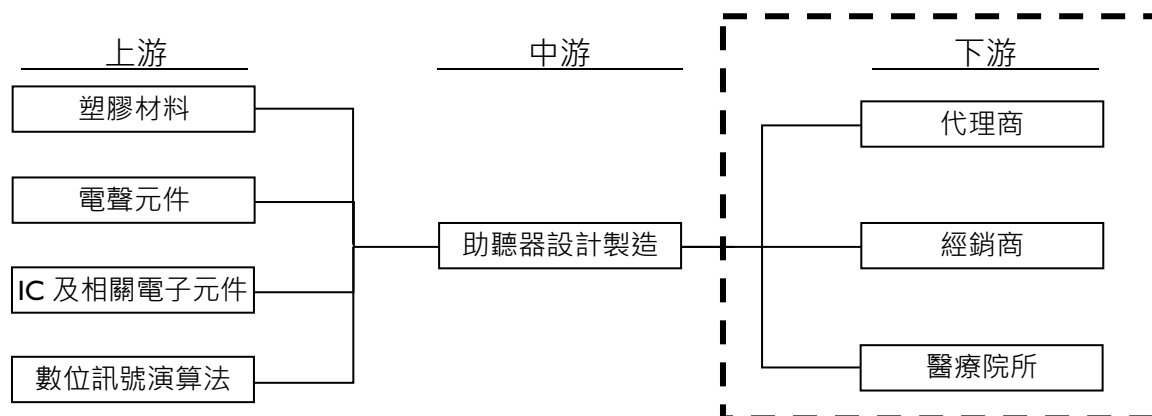 上游
中游
下游
塑膠材料
代理商
電聲元件
助聽器設計製造
經銷商
IC 及相關電子元件
數位訊號演算法
醫療院所